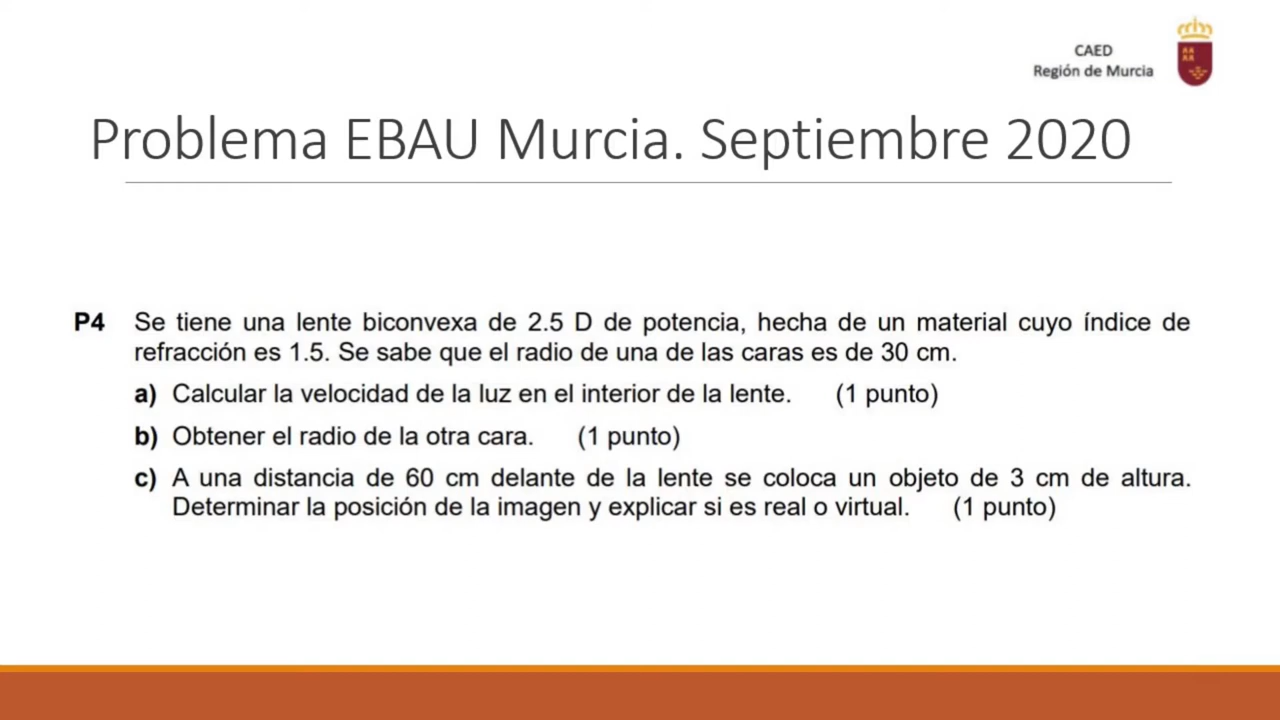 CAED
Región de Murcia
Problema EBAU Murcia. Septiembre 2020
P4 Se tiene una lente biconvexa de 2.5 D de potencia, hecha de un material cuyo índice de
refracción es 1.5. Se sabe que el radio de una de las caras es de 30 cm.
a) Calcular la velocidad de la luz en el interior de la lente. (1 punto)
b) Obtener el radio de la otra cara. (1 punto)
c) A una distancia de 60 cm delante de la lente se coloca un objeto de 3 cm de altura.
Determinar la posición de la imagen y explicar si es real o virtual. (1 punto)